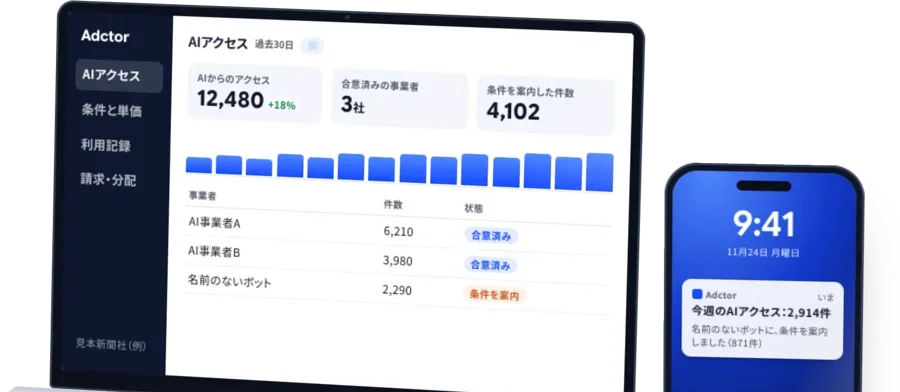 Adctor
AIアクセス
条件と単価
利用記録
請求・分配
見本新聞社(例)
AIアクセス 過去30日 例
AIからのアクセス
12,480 +18%
合意済みの事業者
3社
条件を案内した件数
4,102
事業者 件数 状態
AI事業者A 6,210 合意済み
AI事業者B 3,980 合意済み
名前のないボット 2,290 条件を案内
9:41
11月24日 月曜日
Adctor いま
今週のAIアクセス:2,914件
名前のないボットに、条件を案内
しました(871件)